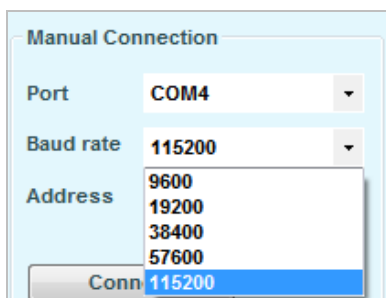 Manual Connection
Port COM4
Baud rate 115200
9600
Address 19200
38400
57600
Conn 115200